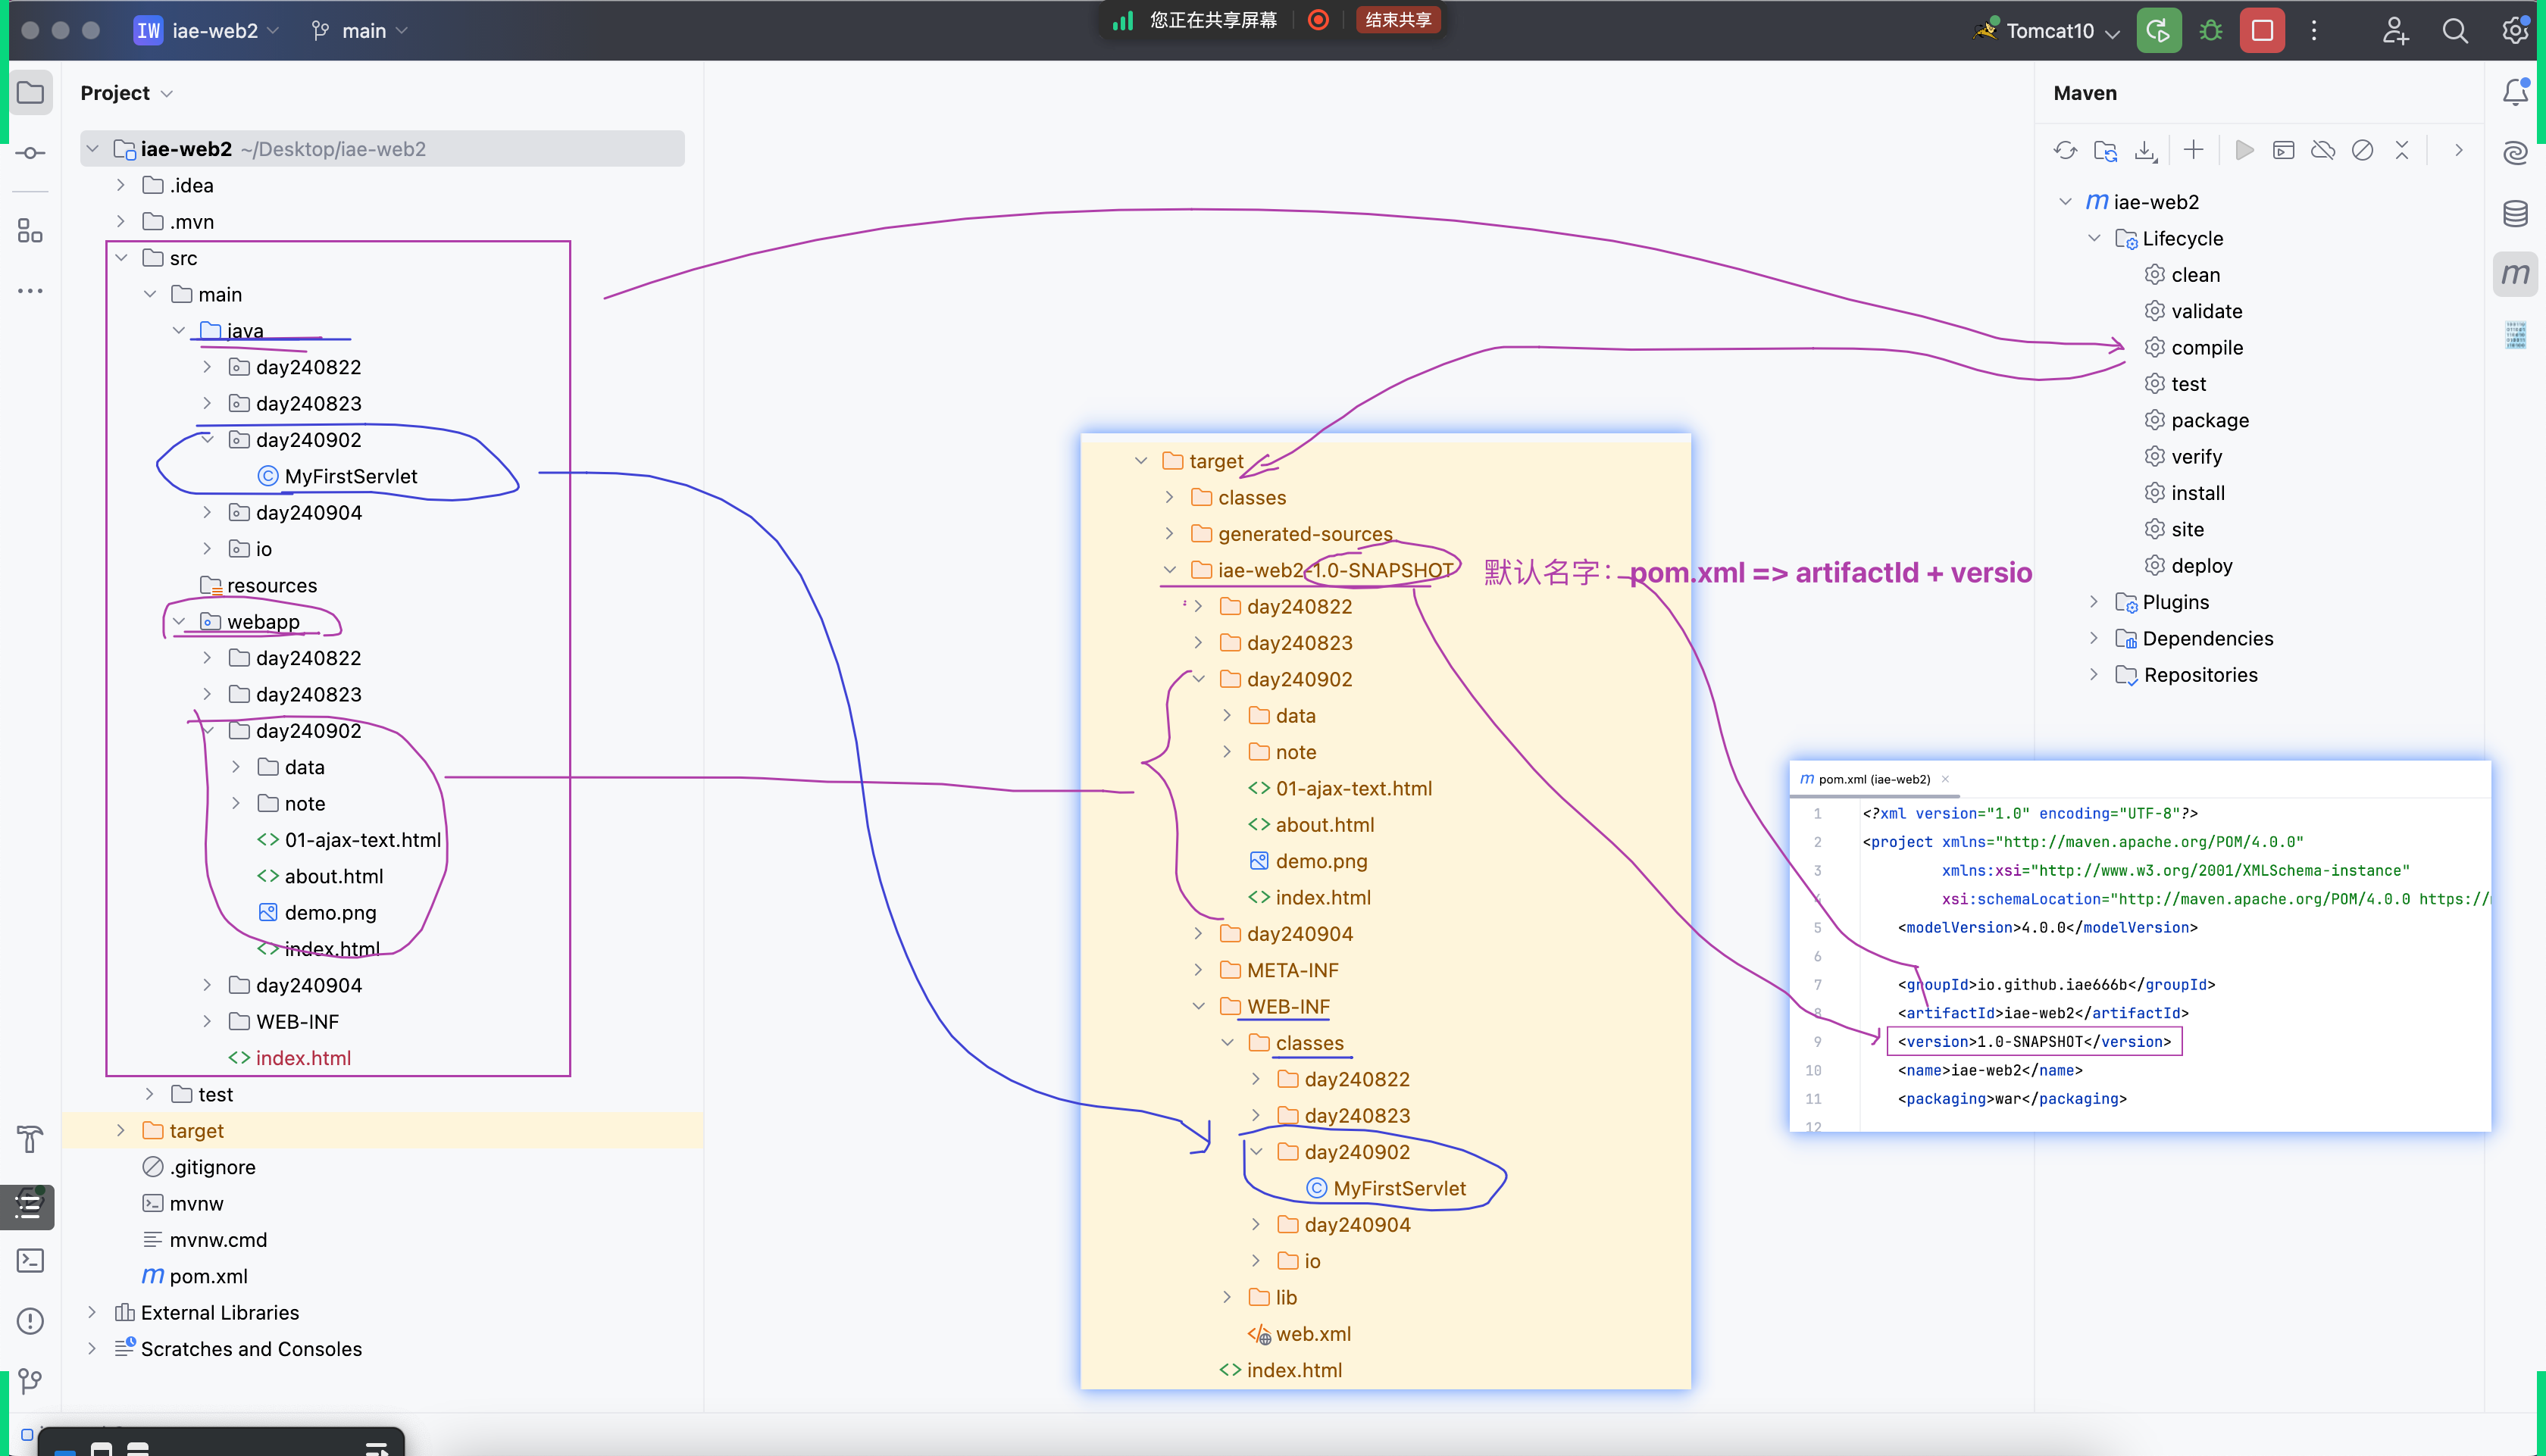 IW iae-web2 main
您正在共享屏幕 结束共享
Tomcat10
Project
iae-web2 ~/Desktop/iae-web2
.idea
.mvn
src
main
java
day240822
day240823
day240902
MyFirstServlet
day240904
io
resources
webapp
day240822
day240823
day240902
data
note
01-ajax-text.html
about.html
demo.png
index.html
day240904
WEB-INF
index.html
test
target
.gitignore
mvnw
mvnw.cmd
pom.xml
External Libraries
Scratches and Consoles
target
classes
generated-sources
iae-web2-1.0-SNAPSHOT
默认名字：pom.xml => artifactId + versio
day240822
day240823
day240902
data
note
01-ajax-text.html
about.html
demo.png
index.html
day240904
META-INF
WEB-INF
classes
day240822
day240823
day240902
MyFirstServlet
day240904
io
lib
web.xml
index.html
Maven
iae-web2
Lifecycle
clean
validate
compile
test
package
verify
install
site
deploy
Plugins
Dependencies
Repositories
pom.xml (iae-web2)
1 <?xml version="1.0" encoding="UTF-8"?>
2 <project xmlns="http://maven.apache.org/POM/4.0.0"
3 xmlns:xsi="http://www.w3.org/2001/XMLSchema-instance"
4 xsi:schemaLocation="http://maven.apache.org/POM/4.0.0 https://
5 <modelVersion>4.0.0</modelVersion>
6
7 <groupId>io.github.iae666b</groupId>
8 <artifactId>iae-web2</artifactId>
9 <version>1.0-SNAPSHOT</version>
10 <name>iae-web2</name>
11 <packaging>war</packaging>
12